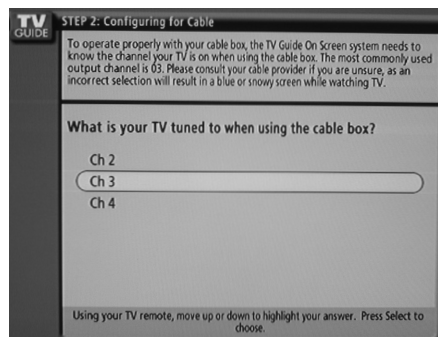 TV
GUIDE
STEP 2: Configuring for Cable
To operate properly with your cable box, the TV Guide On Screen system needs to
know the channel your TV is on when using the cable box. The most commonly used
output channel is 03. Please consult your cable provider if you are unsure, as an
incorrect selection will result in a blue or snowy screen while watching TV.
What is your TV tuned to when using the cable box?
Ch 2
Ch 3
Ch 4
Using your TV remote, move up or down to highlight your answer. Press Select to
choose.